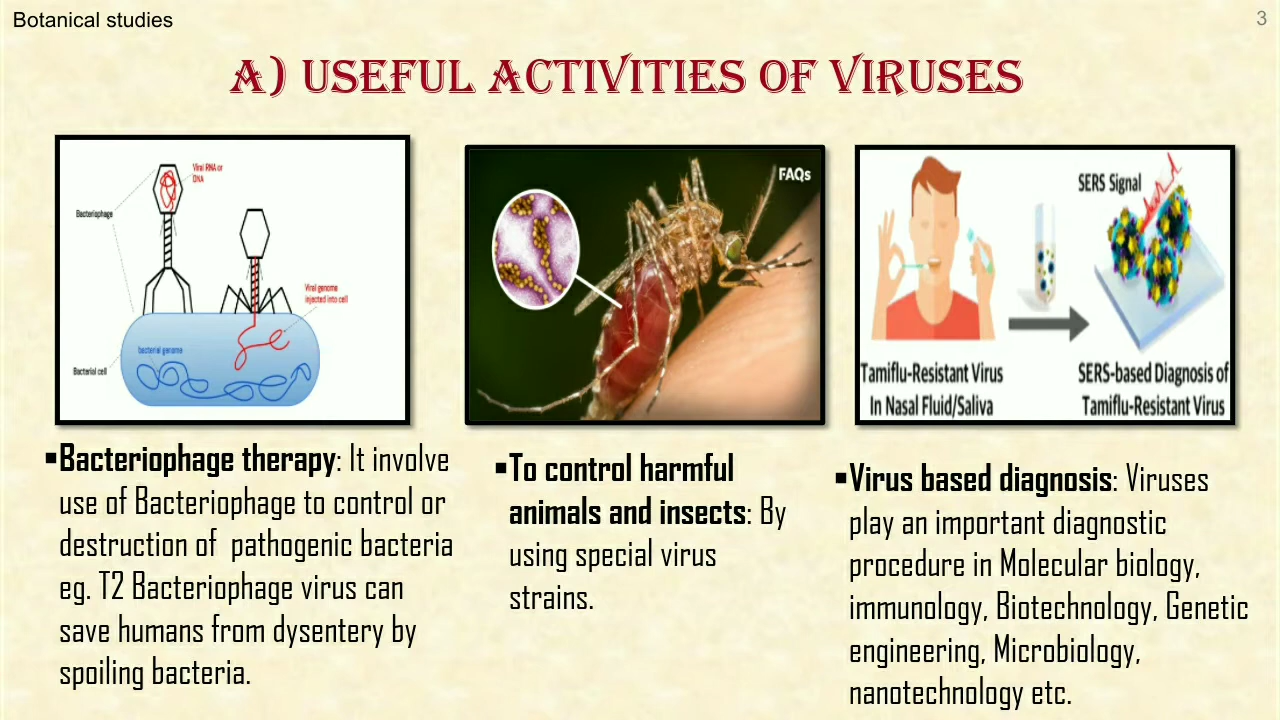 Botanical studies
3
A) USEFUL ACTIVITIES OF VIRUSES
Viral RNA or
DNA
Bacteriophage
Viral genome
injected into cell
bacterial genome
Bacterial cell
FAQs
SERS Signal
Tamiflu-Resistant Virus
In Nasal Fluid/Saliva
SERS-based Diagnosis of
Tamiflu-Resistant Virus
▪Bacteriophage therapy: It involve
use of Bacteriophage to control or
destruction of pathogenic bacteria
eg. T2 Bacteriophage virus can
save humans from dysentery by
spoiling bacteria.
▪To control harmful
animals and insects: By
using special virus
strains.
▪Virus based diagnosis: Viruses
play an important diagnostic
procedure in Molecular biology,
immunology, Biotechnology, Genetic
engineering, Microbiology,
nanotechnology etc.